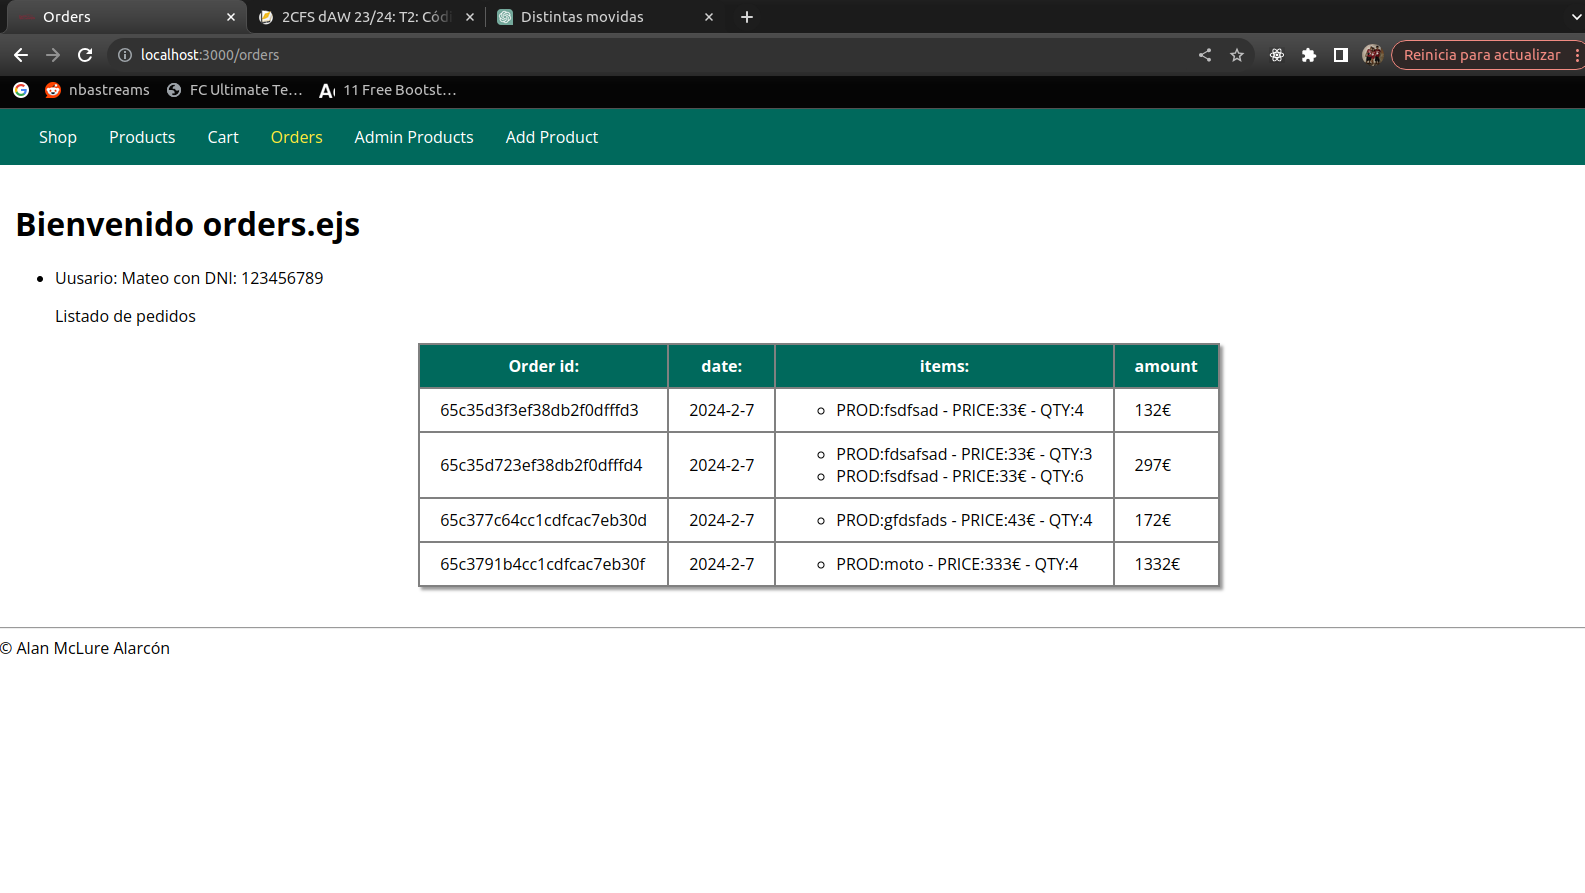 Orders
2CFS dAW 23/24: T2: Códi
Distintas movidas
localhost:3000/orders
Reinicia para actualizar
nbastreams
FC Ultimate Te...
11 Free Bootst...
Shop Products Cart Orders Admin Products Add Product
Bienvenido orders.ejs
Uusario: Mateo con DNI: 123456789
Listado de pedidos
Order id: date: items: amount
65c35d3f3ef38db2f0dfffd3 2024-2-7 PROD:fsdfsad - PRICE:33€ - QTY:4 132€
65c35d723ef38db2f0dfffd4 2024-2-7 PROD:fdsafsad - PRICE:33€ - QTY:3 297€
PROD:fsdfsad - PRICE:33€ - QTY:6
65c377c64cc1cdfcac7eb30d 2024-2-7 PROD:gfdsfads - PRICE:43€ - QTY:4 172€
65c3791b4cc1cdfcac7eb30f 2024-2-7 PROD:moto - PRICE:333€ - QTY:4 1332€
© Alan McLure Alarcón